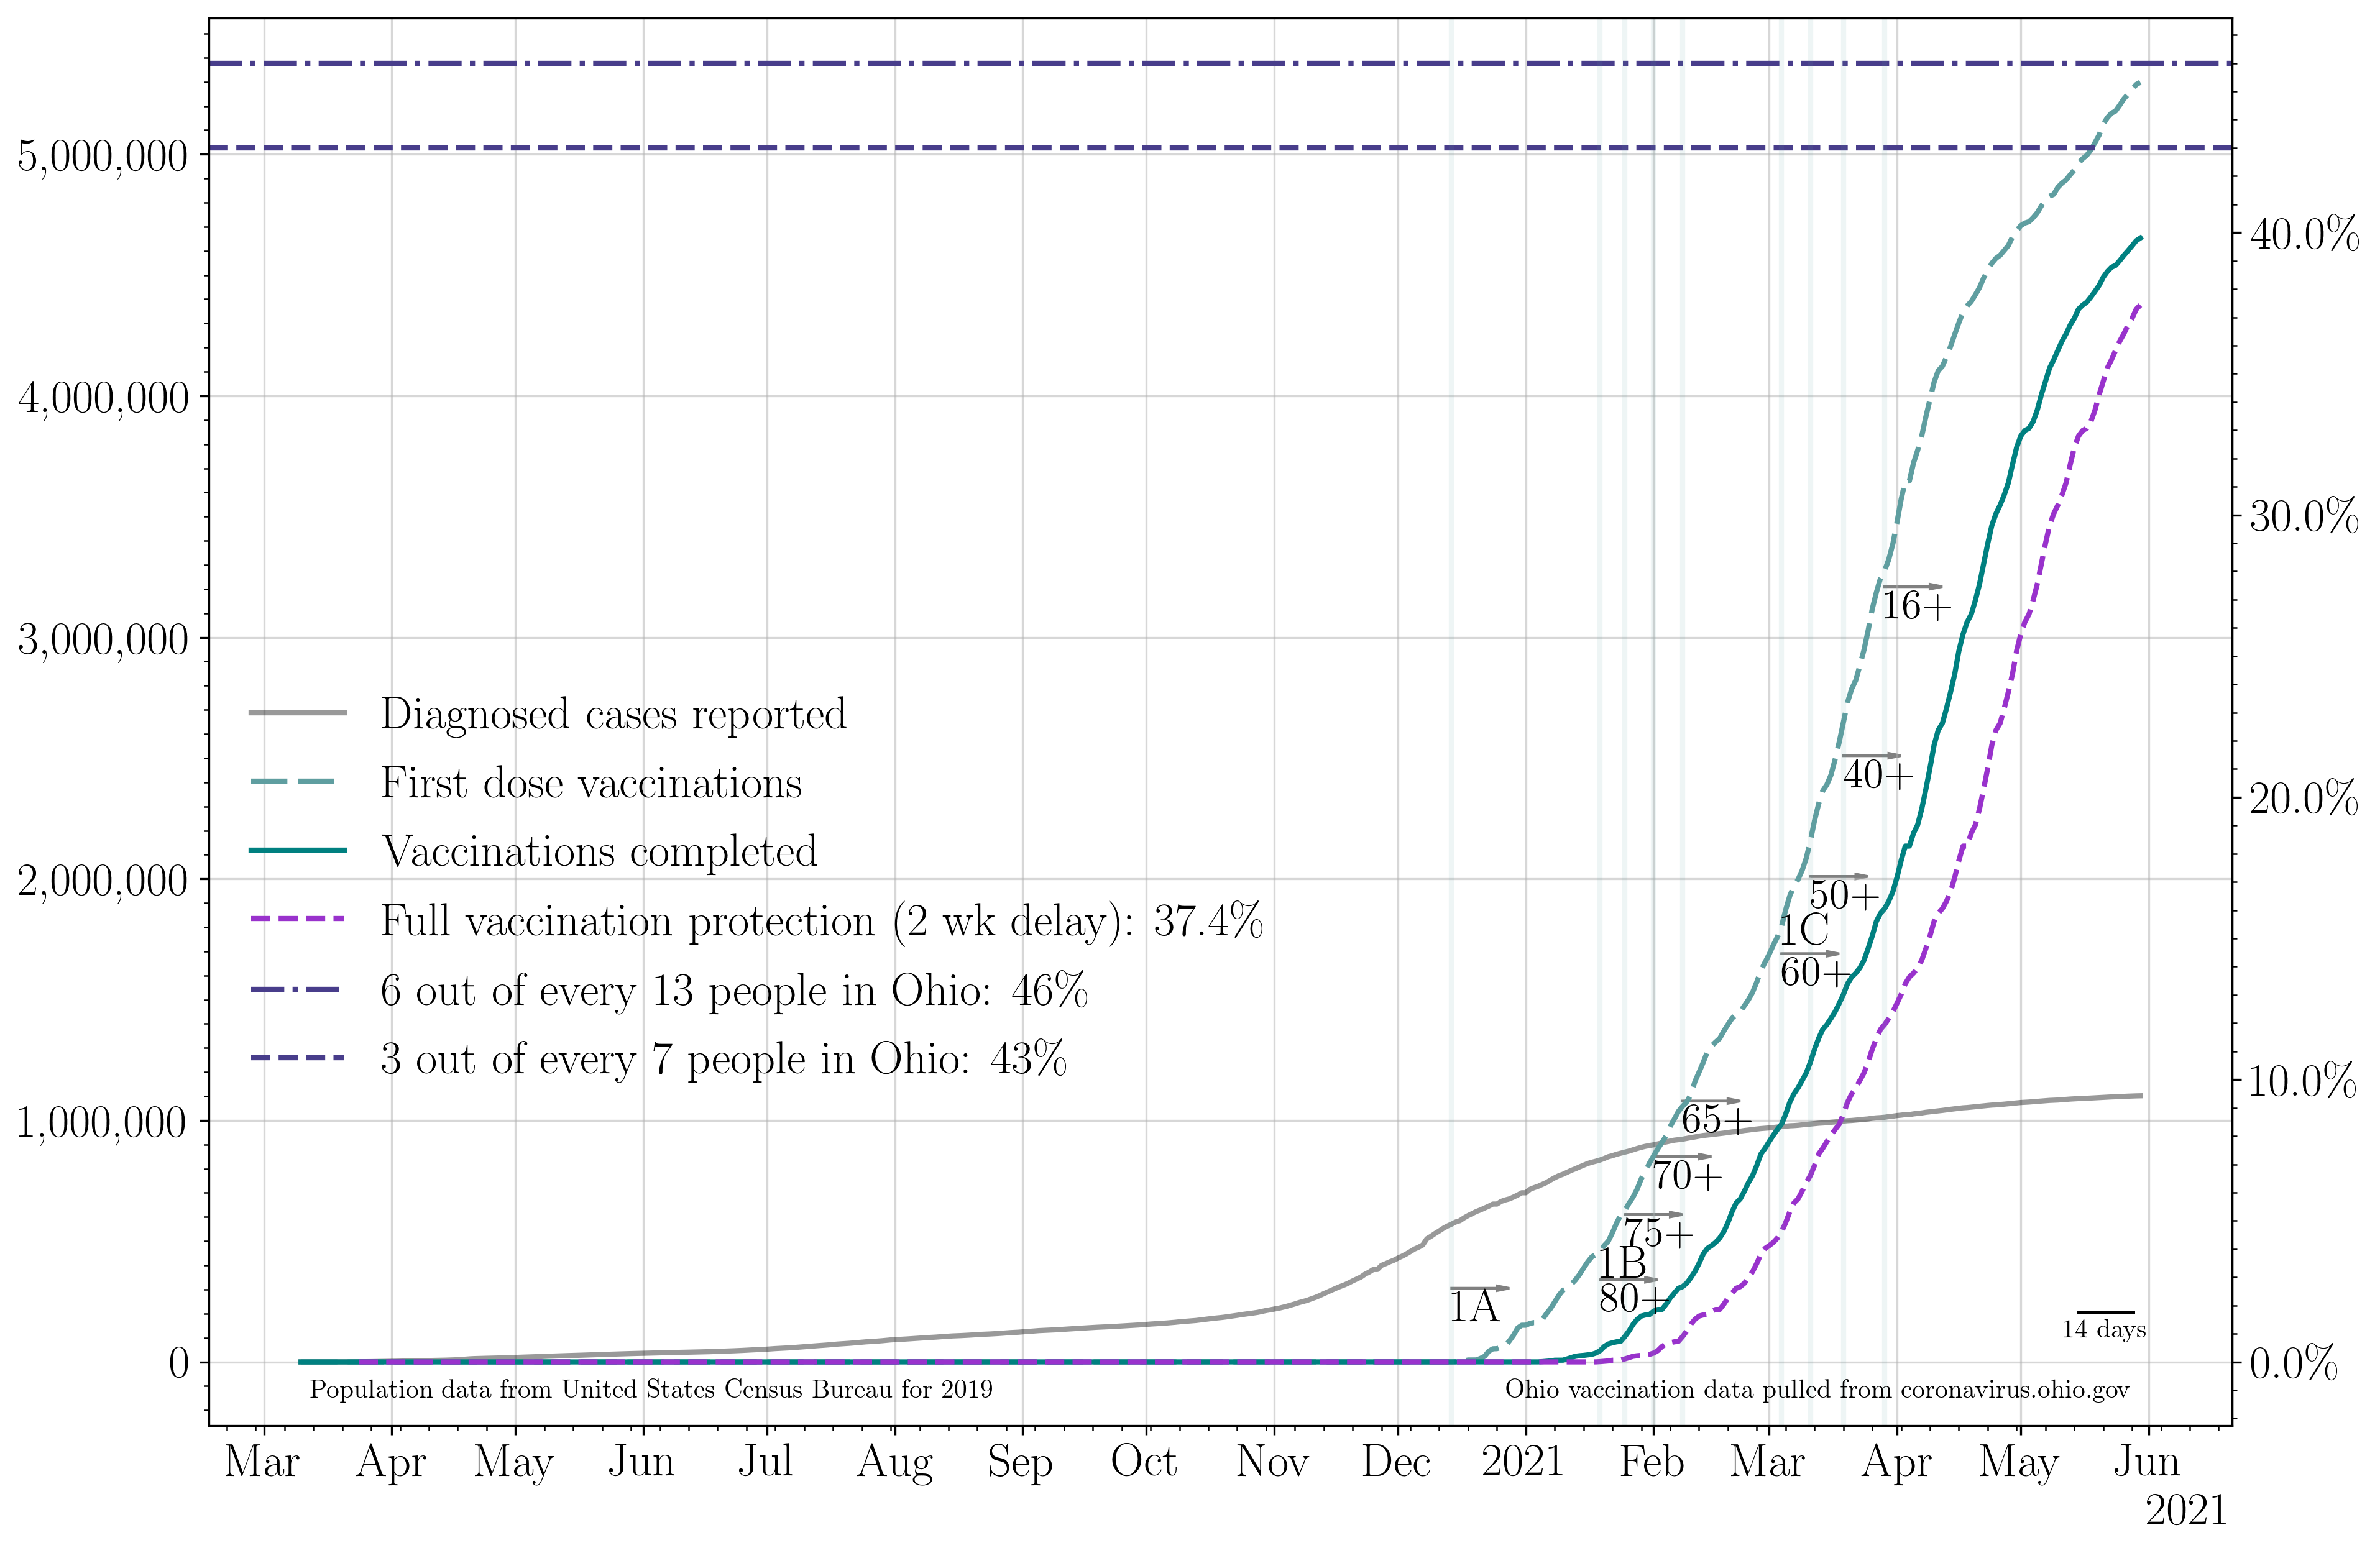 5,000,000
4,000,000
3,000,000
2,000,000
1,000,000
0
40.0%
30.0%
20.0%
10.0%
0.0%
Diagnosed cases reported
First dose vaccinations
Vaccinations completed
Full vaccination protection (2 wk delay): 37.4%
6 out of every 13 people in Ohio: 46%
3 out of every 7 people in Ohio: 43%
16+
40+
50+
1C
60+
65+
70+
75+
1B
80+
1A
14 days
Population data from United States Census Bureau for 2019
Ohio vaccination data pulled from coronavirus.ohio.gov
Mar Apr May Jun Jul Aug Sep Oct Nov Dec 2021 Feb Mar Apr May Jun
2021